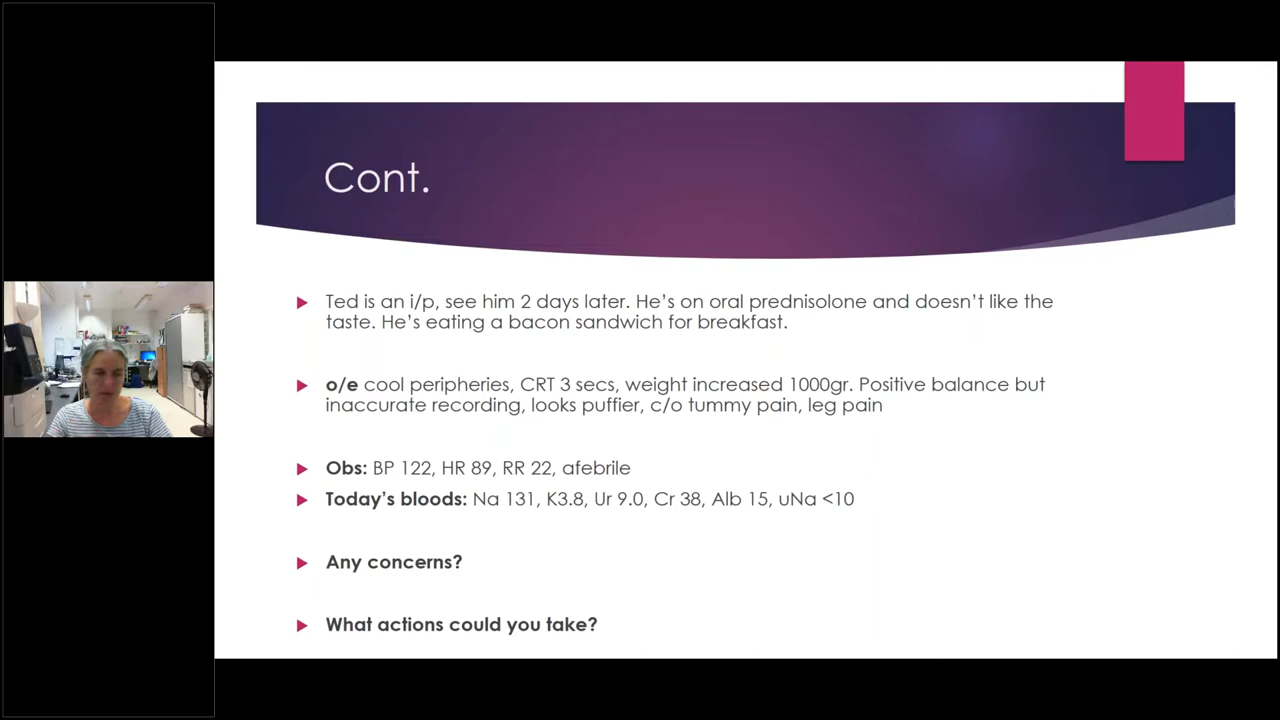 Cont.
Ted is an i/p, see him 2 days later. He's on oral prednisolone and doesn't like the
taste. He's eating a bacon sandwich for breakfast.
o/e cool peripheries, CRT 3 secs, weight increased 1000gr. Positive balance but
inaccurate recording, looks puffier, c/o tummy pain, leg pain
Obs: BP 122, HR 89, RR 22, afebrile
Today's bloods: Na 131, K3.8, Ur 9.0, Cr 38, Alb 15, uNa <10
Any concerns?
What actions could you take?